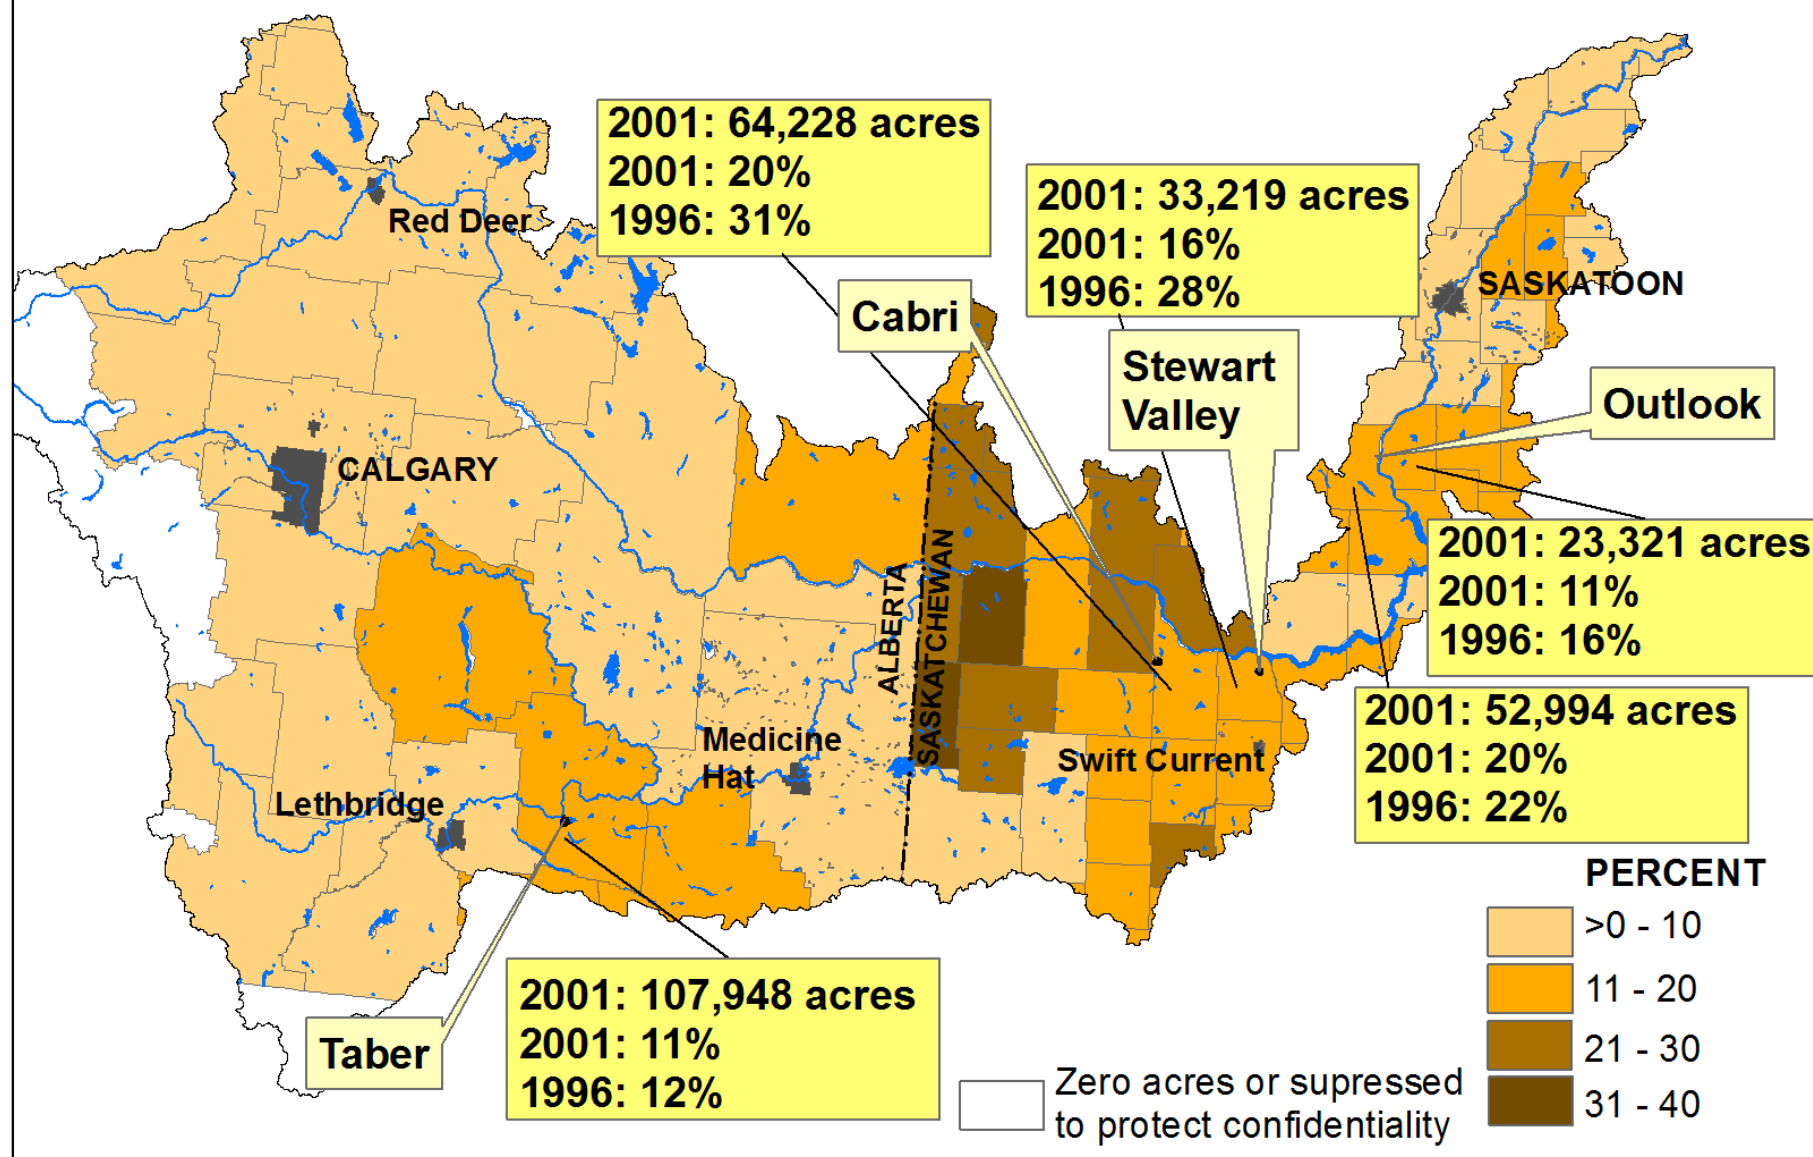 2001: 64,228 acres
2001: 20%
1996: 31%
2001: 33,219 acres
2001: 16%
1996: 28%
Red Deer
SASKATOON
Cabri
Stewart
Valley
Outlook
CALGARY
2001: 23,321 acres
2001: 11%
1996: 16%
ALBERTA
SASKATCHEWAN
2001: 52,994 acres
2001: 20%
1996: 22%
Medicine
Hat
Swift Current
Lethbridge
PERCENT
>0 - 10
11 - 20
21 - 30
31 - 40
2001: 107,948 acres
2001: 11%
1996: 12%
Taber
Zero acres or supressed
to protect confidentiality